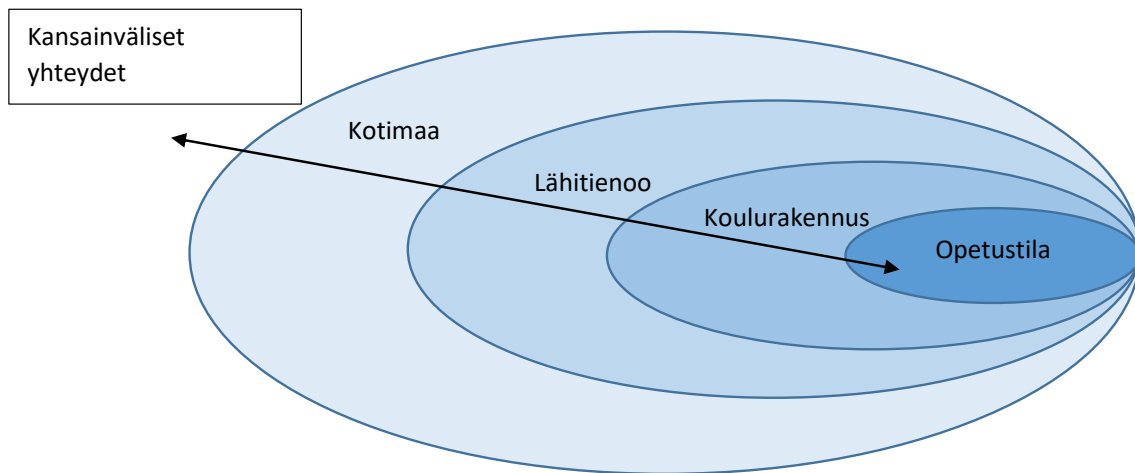 Kansainväliset
yhteydet
Kotimaa
Lähitienoo
Koulurakennus
Opetustila